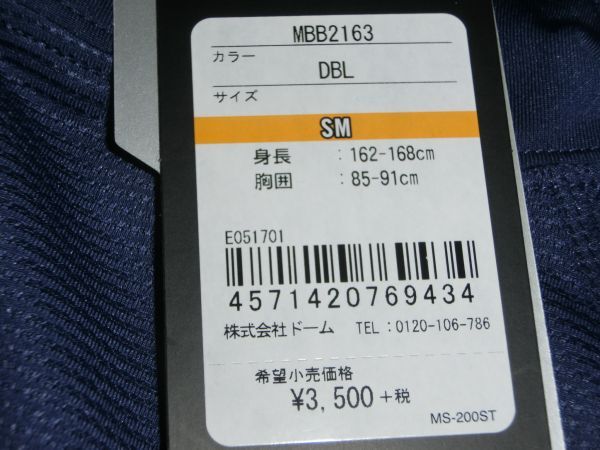 MBB2163
カラー
DBL
サイズ
SM
身長 : 162-168cm
胸囲 : 85-91cm
E051701
4571420769434
株式会社ドーム TEL : 0120-106-786
希望小売価格
¥3,500+税
MS-200ST